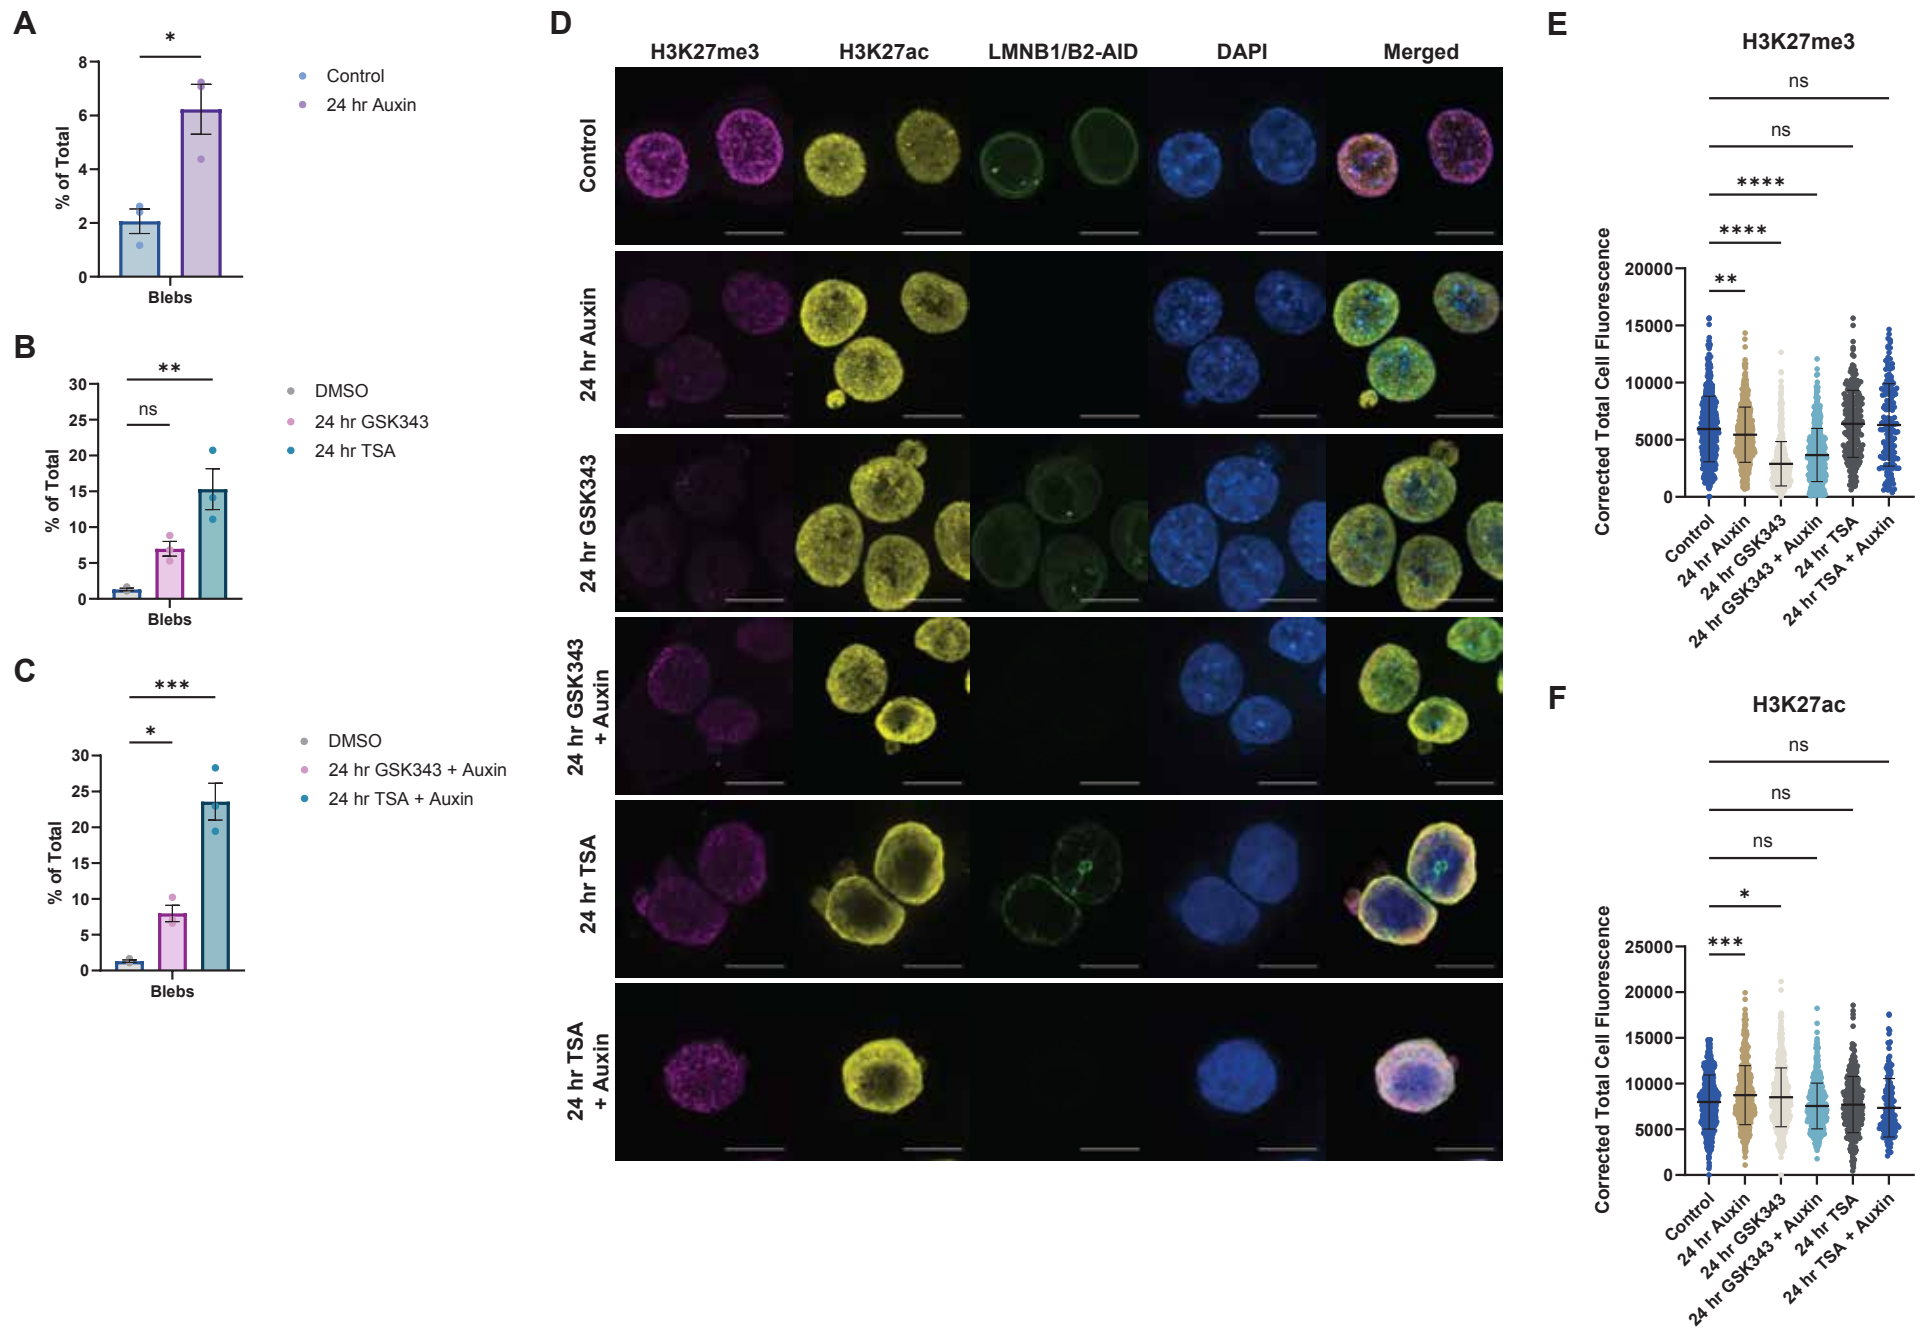 A
*
8
6
4
2
0
% of Total
Blebs
Control
24 hr Auxin
B
**
ns
30
25
20
15
10
5
0
% of Total
Blebs
DMSO
24 hr GSK343
24 hr TSA
C
***
*
30
25
20
15
10
5
0
% of Total
Blebs
DMSO
24 hr GSK343 + Auxin
24 hr TSA + Auxin
D
H3K27me3
H3K27ac
LMNB1/B2-AID
DAPI
Merged
Control
24 hr Auxin
24 hr GSK343
24 hr GSK343
+ Auxin
24 hr TSA
24 hr TSA
+ Auxin
E
H3K27me3
ns
ns
****
****
**
20000
15000
10000
5000
0
Corrected Total Cell Fluorescence
Control
24 hr Auxin
24 hr GSK343
24 hr GSK343 + Auxin
24 hr TSA
24 hr TSA + Auxin
F
H3K27ac
ns
ns
ns
*
***
25000
20000
15000
10000
5000
0
Corrected Total Cell Fluorescence
Control
24 hr Auxin
24 hr GSK343
24 hr GSK343 + Auxin
24 hr TSA
24 hr TSA + Auxin